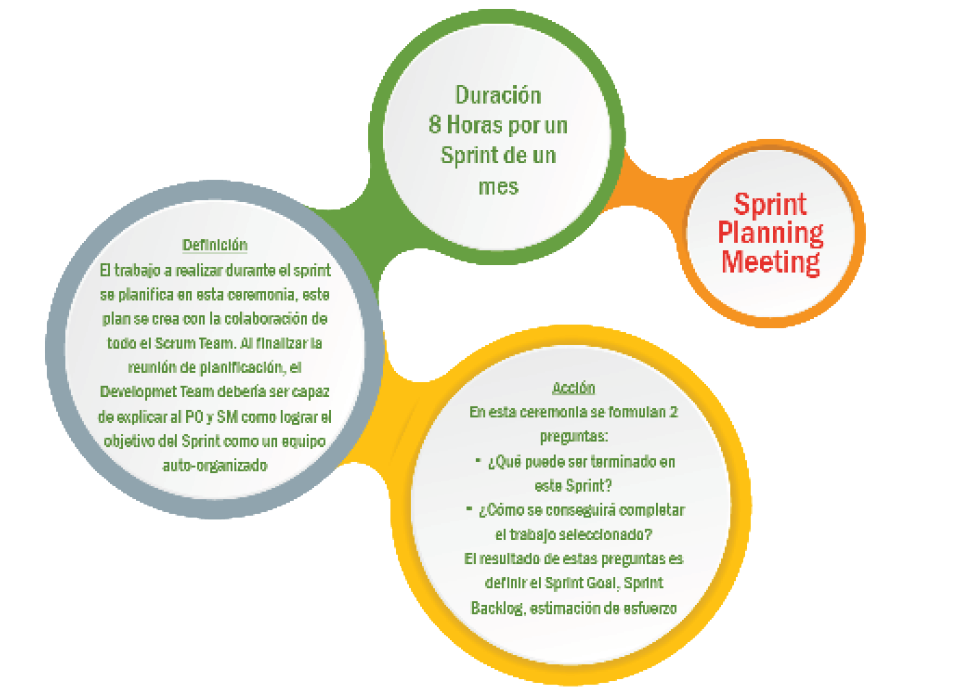 Duración
8 Horas por un
Sprint de un
mes
Sprint
Planning
Meeting
Definición
El trabajo a realizar durante el sprint
se planifica en esta ceremonia, este
plan se crea con la colaboración de
todo el Scrum Team. Al finalizar la
reunión de planificación, el
Developmet Team debería ser capaz
de explicar al PO y SM como lograr el
objetivo del Sprint como un equipo
auto-organizado
Acción
En esta ceremonia se formulan 2
preguntas:
- ¿Qué puede ser terminado en
este Sprint?
- ¿Cómo se conseguirá completar
el trabajo seleccionado?
El resultado de estas preguntas es
definir el Sprint Goal, Sprint
Backlog, estimación de esfuerzo